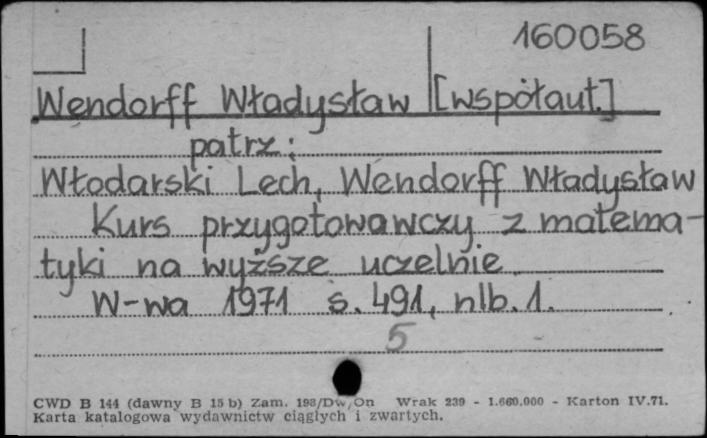 160058
Wendorff Władysław [współaut.]
patrz:
Włodarski Lech, Wendorff Władysław
Kurs przygotowawczy z matema-
tyki na wyższe uczelnie.
W-wa 1971 s. 491, nlb. 1.
5
CWD B 144 (dawny B 15 b) Zam. 198/Dw/On Wrak 239 - 1.660.000 - Karton IV.71.
Karta katalogowa wydawnictw ciągłych i zwartych.